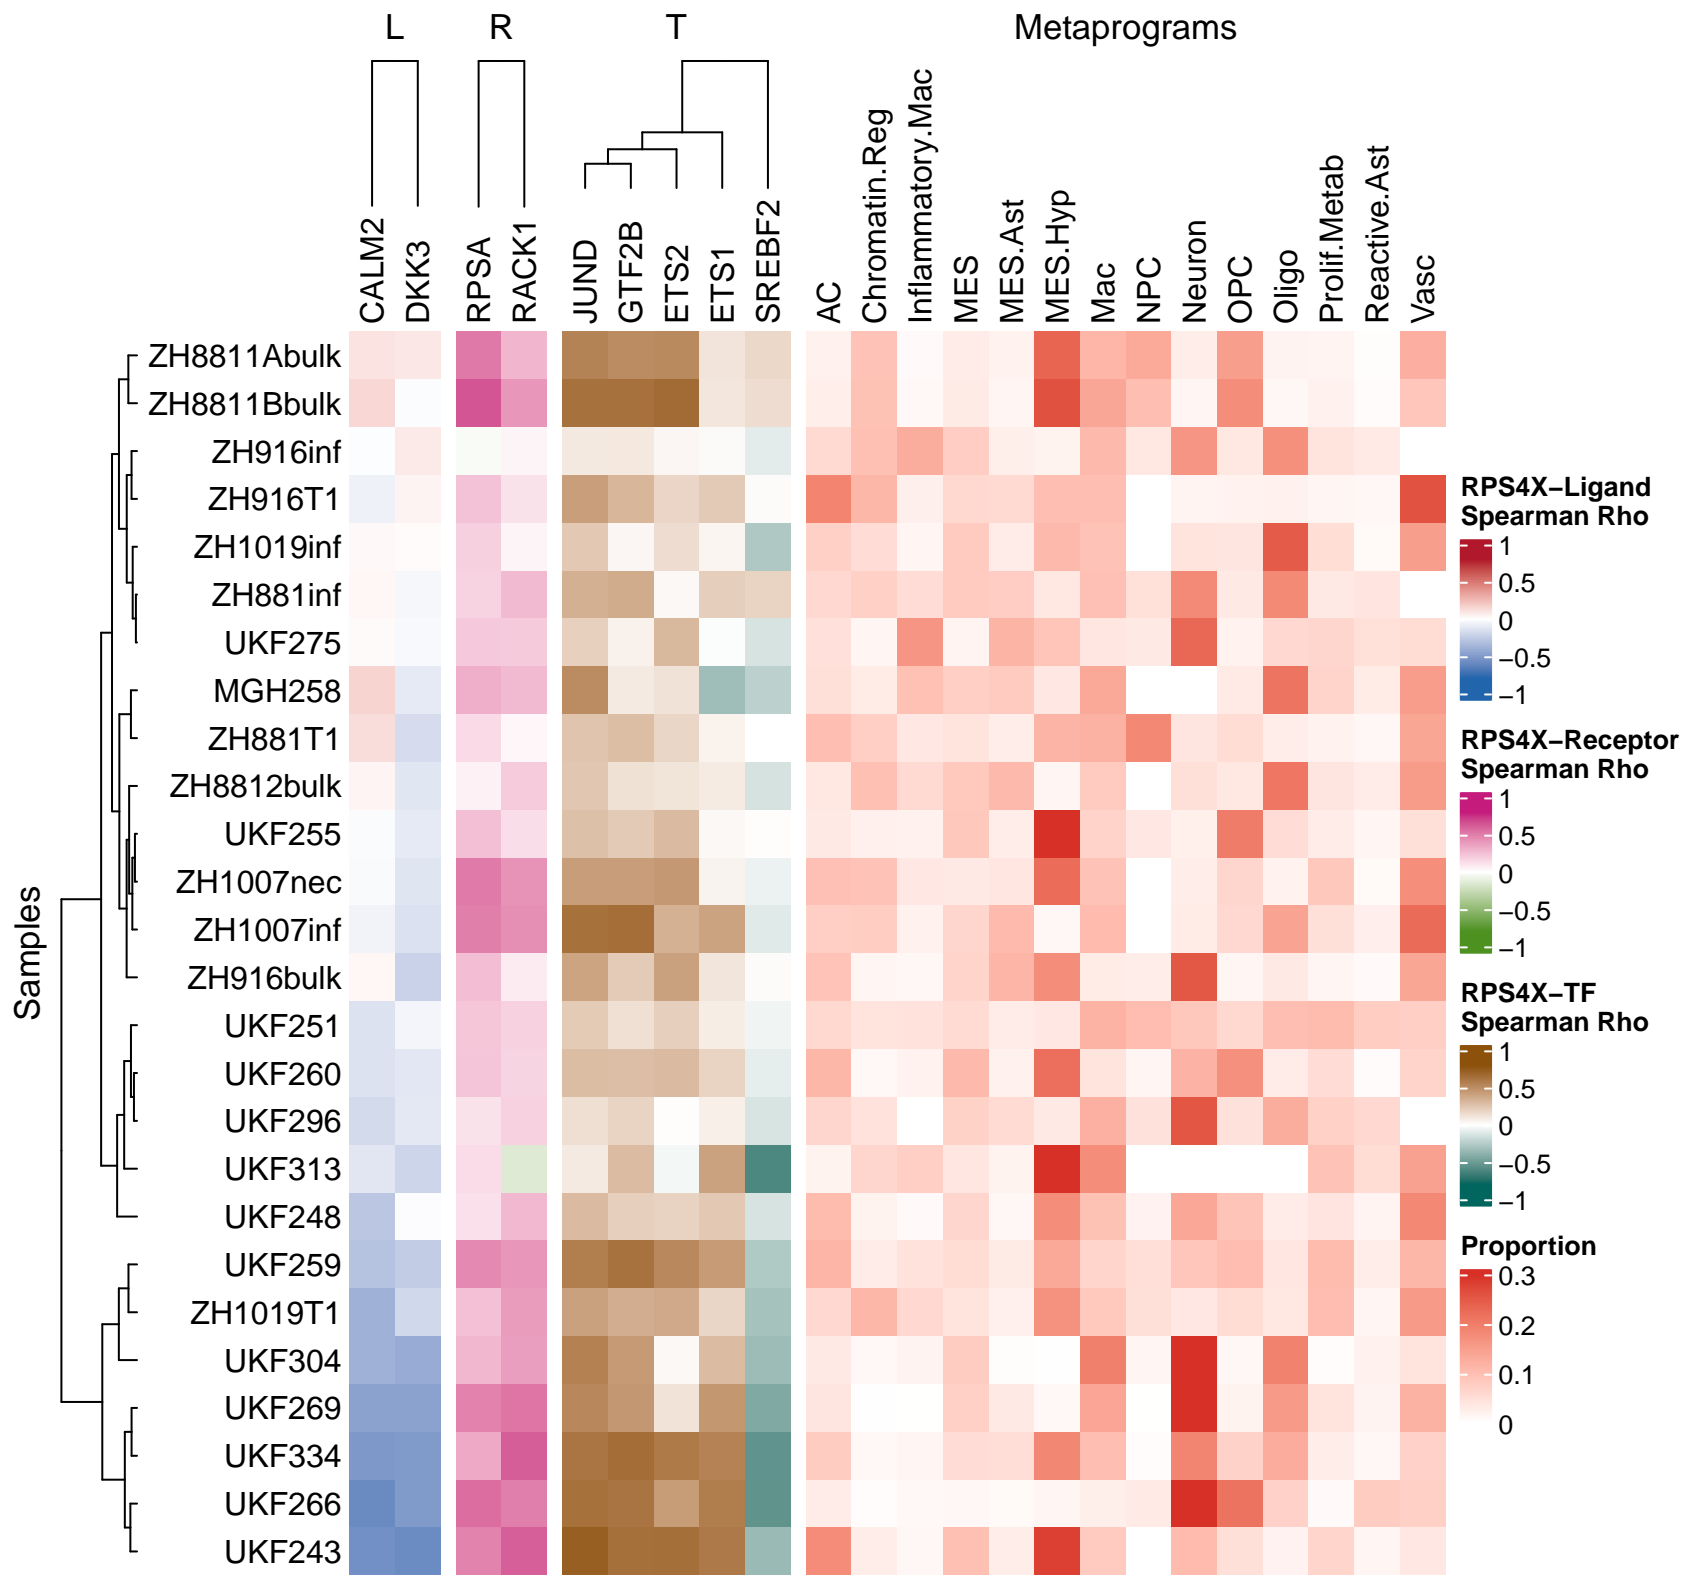 L R T Metaprograms
CALM2 DKK3 RPSA RACK1 JUND GTF2B ETS2 ETS1 SREBF2 AC Chromatin.Reg Inflammatory.Mac MES MES.Ast MES.Hyp Mac NPC Neuron OPC Oligo Prolif.Metab Reactive.Ast Vasc
Samples
ZH8811Abulk
ZH8811Bbulk
ZH916inf
ZH916T1
ZH1019inf
ZH881inf
UKF275
MGH258
ZH881T1
ZH8812bulk
UKF255
ZH1007nec
ZH1007inf
ZH916bulk
UKF251
UKF260
UKF296
UKF313
UKF248
UKF259
ZH1019T1
UKF304
UKF269
UKF334
UKF266
UKF243
RPS4X−Ligand
Spearman Rho
1
0.5
0
−0.5
−1
RPS4X−Receptor
Spearman Rho
1
0.5
0
−0.5
−1
RPS4X−TF
Spearman Rho
1
0.5
0
−0.5
−1
Proportion
0.3
0.2
0.1
0